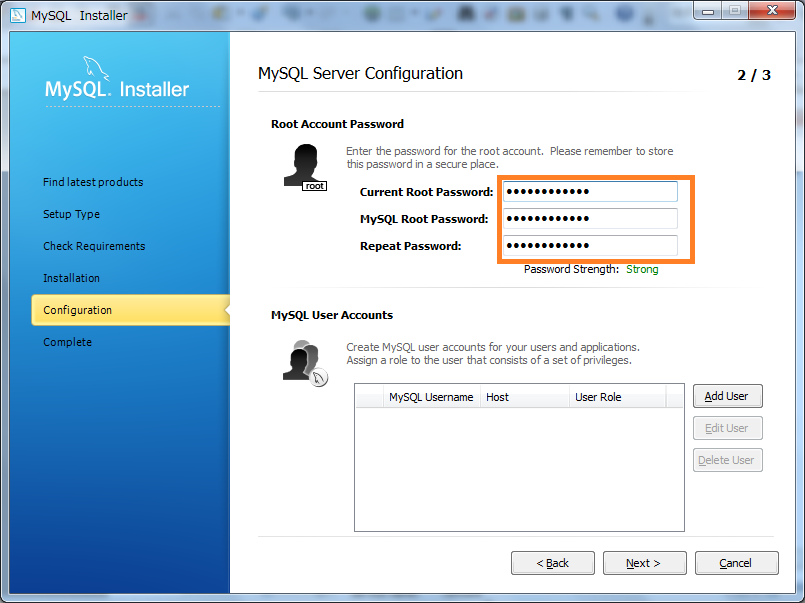 MySQL Installer
MySQL. Installer
Find latest products
Setup Type
Check Requirements
Installation
Configuration
Complete
MySQL Server Configuration
2 / 3
Root Account Password
Enter the password for the root account. Please remember to store
this password in a secure place.
root
Current Root Password: ●●●●●●●●●●●●
MySQL Root Password: ●●●●●●●●●●●●
Repeat Password: ●●●●●●●●●●●●
Password Strength: Strong
MySQL User Accounts
Create MySQL user accounts for your users and applications.
Assign a role to the user that consists of a set of privileges.
MySQL Username Host User Role
Add User
Edit User
Delete User
< Back Next > Cancel